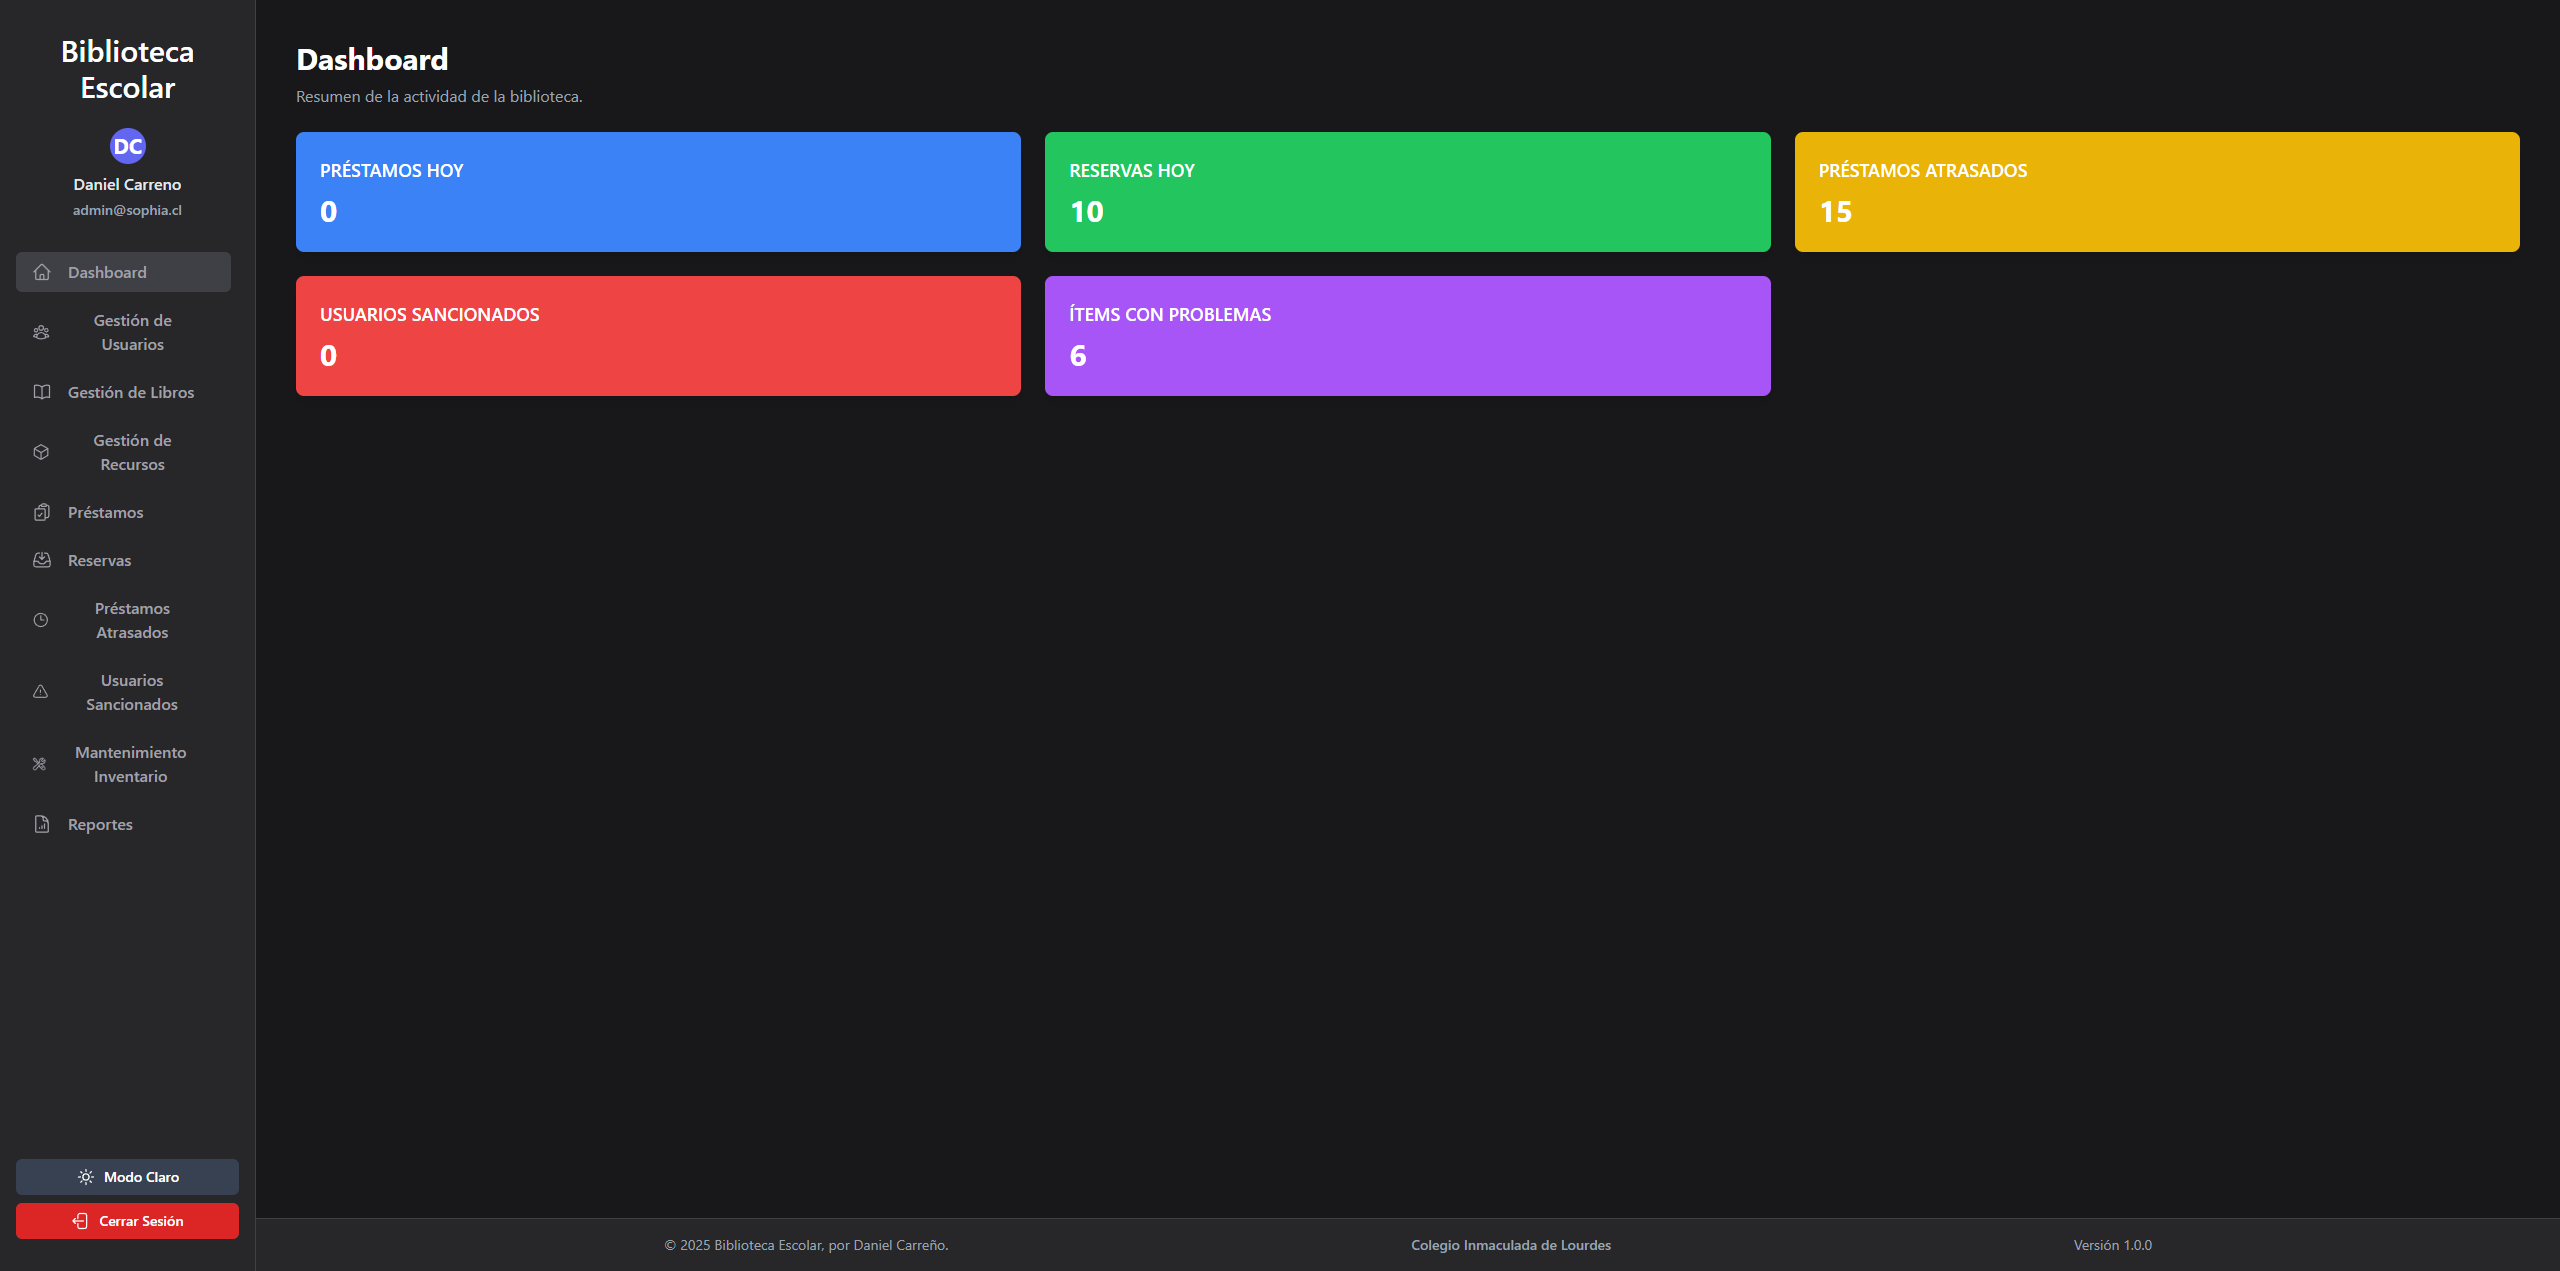 Biblioteca
Escolar
DC
Daniel Carreno
admin@sophia.cl
Dashboard
Gestión de
Usuarios
Gestión de Libros
Gestión de
Recursos
Préstamos
Reservas
Préstamos
Atrasados
Usuarios
Sancionados
Mantenimiento
Inventario
Reportes
Modo Claro
Cerrar Sesión
Dashboard
Resumen de la actividad de la biblioteca.
PRÉSTAMOS HOY
0
RESERVAS HOY
10
PRÉSTAMOS ATRASADOS
15
USUARIOS SANCIONADOS
0
ÍTEMS CON PROBLEMAS
6
© 2025 Biblioteca Escolar, por Daniel Carreño.
Colegio Inmaculada de Lourdes
Versión 1.0.0